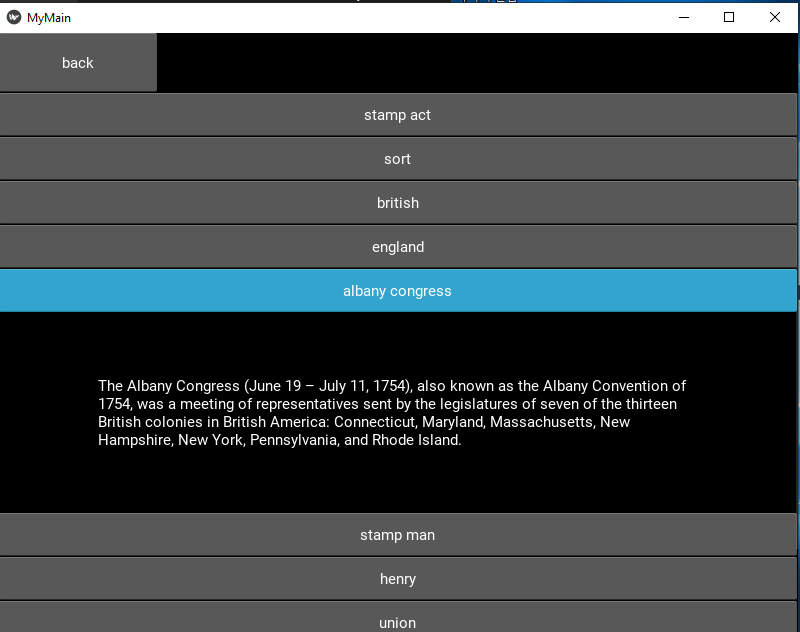 MyMain
back
stamp act
sort
british
england
albany congress
The Albany Congress (June 19 – July 11, 1754), also known as the Albany Convention of
1754, was a meeting of representatives sent by the legislatures of seven of the thirteen
British colonies in British America: Connecticut, Maryland, Massachusetts, New
Hampshire, New York, Pennsylvania, and Rhode Island.
stamp man
henry
union